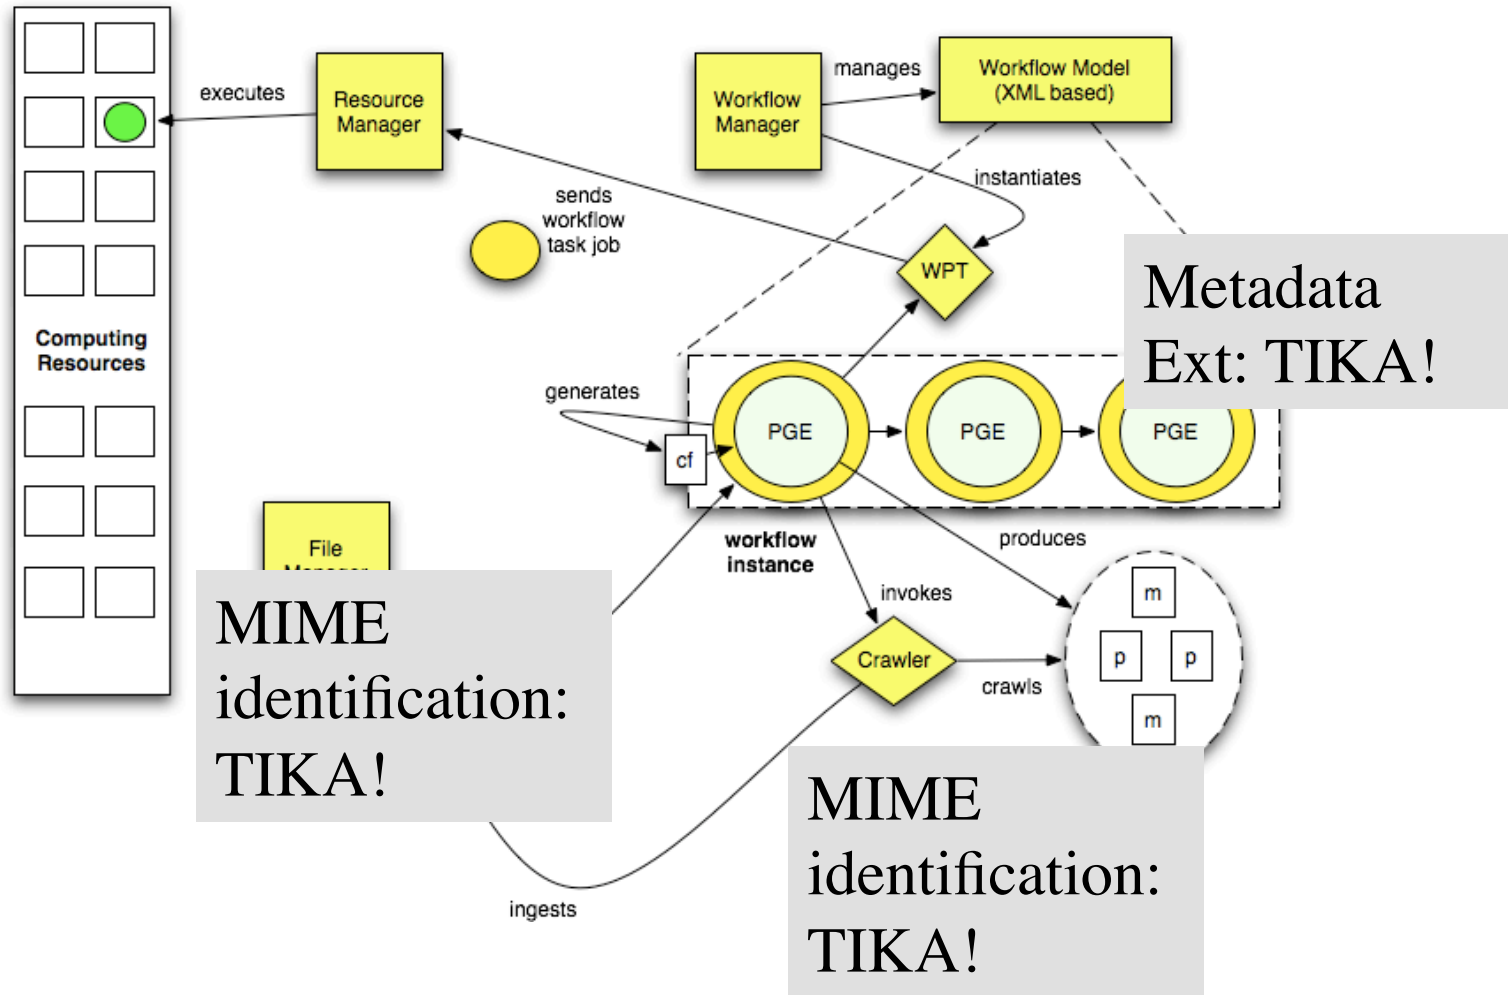 executes
Resource
Manager
Workflow
Manager
manages
Workflow Model
(XML based)
instantiates
sends
workflow
task job
WPT
Computing
Resources
Metadata
Ext: TIKA!
generates
cf
PGE
PGE
PGE
workflow
instance
produces
File
Manager
invokes
m
p
p
m
Crawler
crawls
MIME
identification:
TIKA!
MIME
identification:
TIKA!
ingests